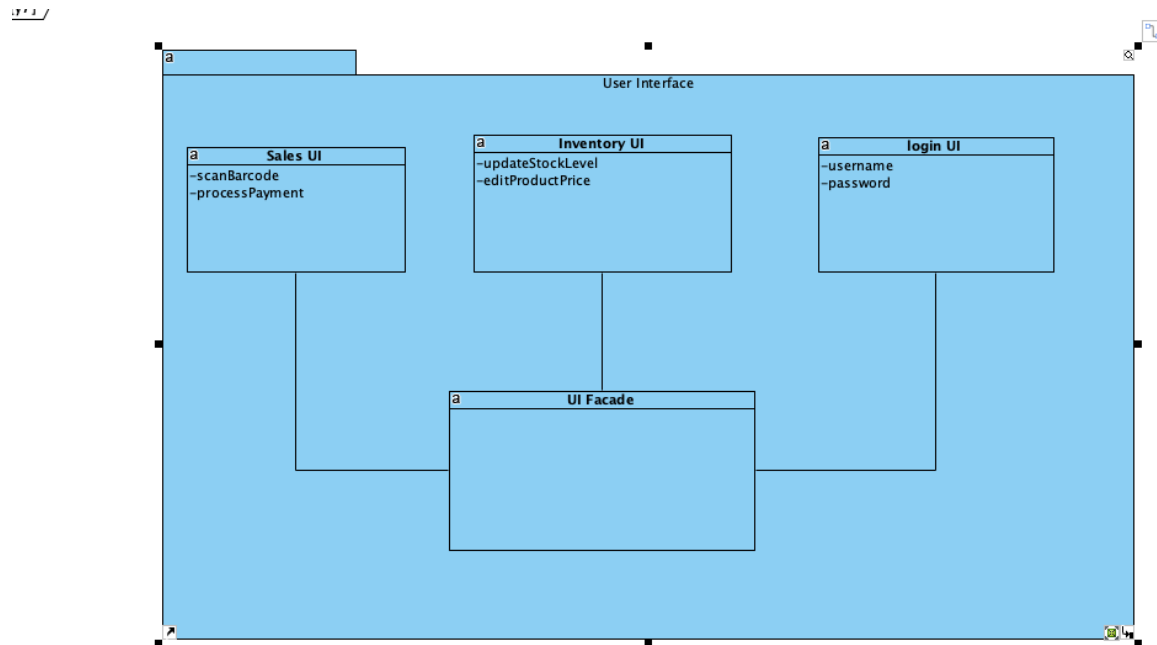 a
User Interface
a Sales UI
-scanBarcode
-processPayment
a Inventory UI
-updateStockLevel
-editProductPrice
a login UI
-username
-password
a UI Facade